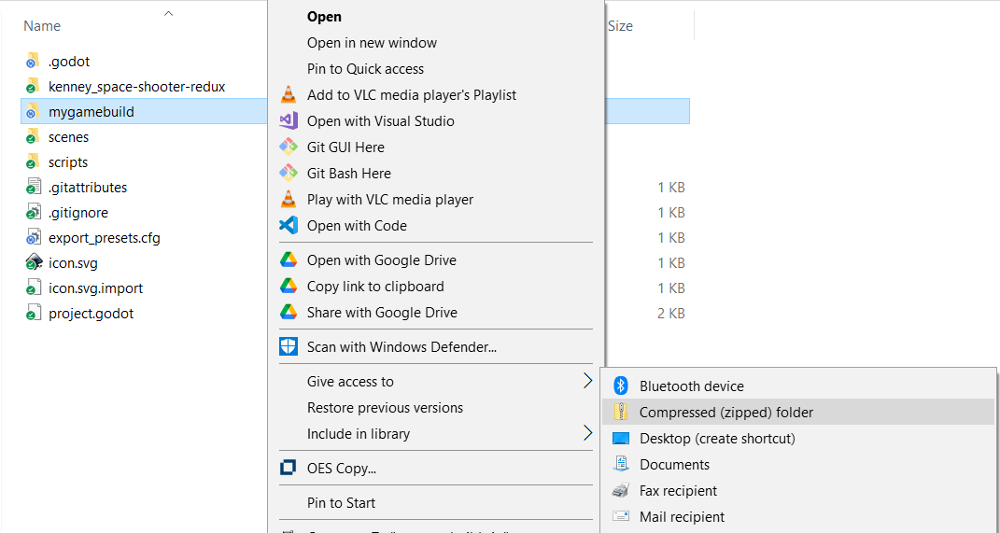 Name
Size
.godot
kenney_space-shooter-redux
mygamebuild
scenes
scripts
.gitattributes
1 KB
.gitignore
1 KB
export_presets.cfg
1 KB
icon.svg
1 KB
icon.svg.import
1 KB
project.godot
2 KB
Open
Open in new window
Pin to Quick access
Add to VLC media player's Playlist
Open with Visual Studio
Git GUI Here
Git Bash Here
Play with VLC media player
Open with Code
Open with Google Drive
Copy link to clipboard
Share with Google Drive
Scan with Windows Defender...
Give access to
Restore previous versions
Include in library
OES Copy...
Pin to Start
Bluetooth device
Compressed (zipped) folder
Desktop (create shortcut)
Documents
Fax recipient
Mail recipient